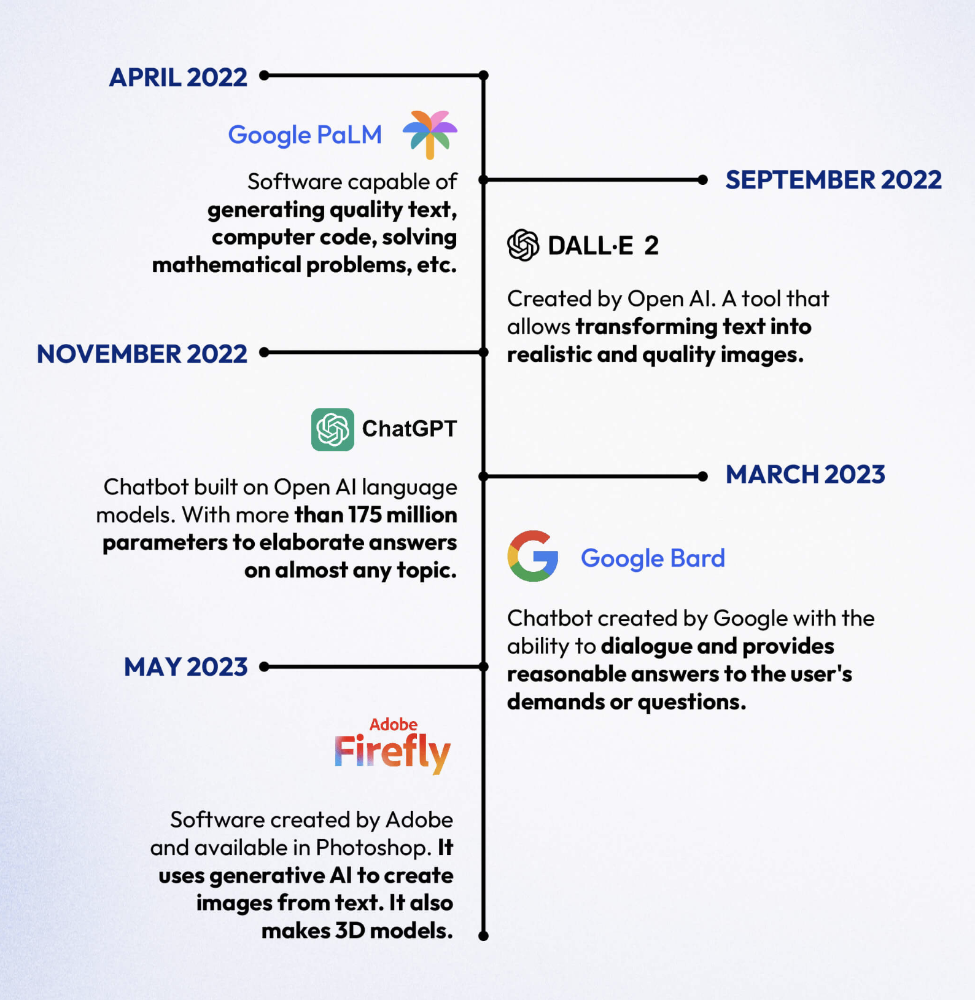 APRIL 2022
Google PaLM
Software capable of
generating quality text,
computer code, solving
mathematical problems, etc.
SEPTEMBER 2022
DALL·E 2
Created by Open AI. A tool that
allows transforming text into
realistic and quality images.
NOVEMBER 2022
ChatGPT
Chatbot built on Open AI language
models. With more than 175 million
parameters to elaborate answers
on almost any topic.
MARCH 2023
Google Bard
Chatbot created by Google with the
ability to dialogue and provides
reasonable answers to the user's
demands or questions.
MAY 2023
Adobe
Firefly
Software created by Adobe
and available in Photoshop. It
uses generative AI to create
images from text. It also
makes 3D models.